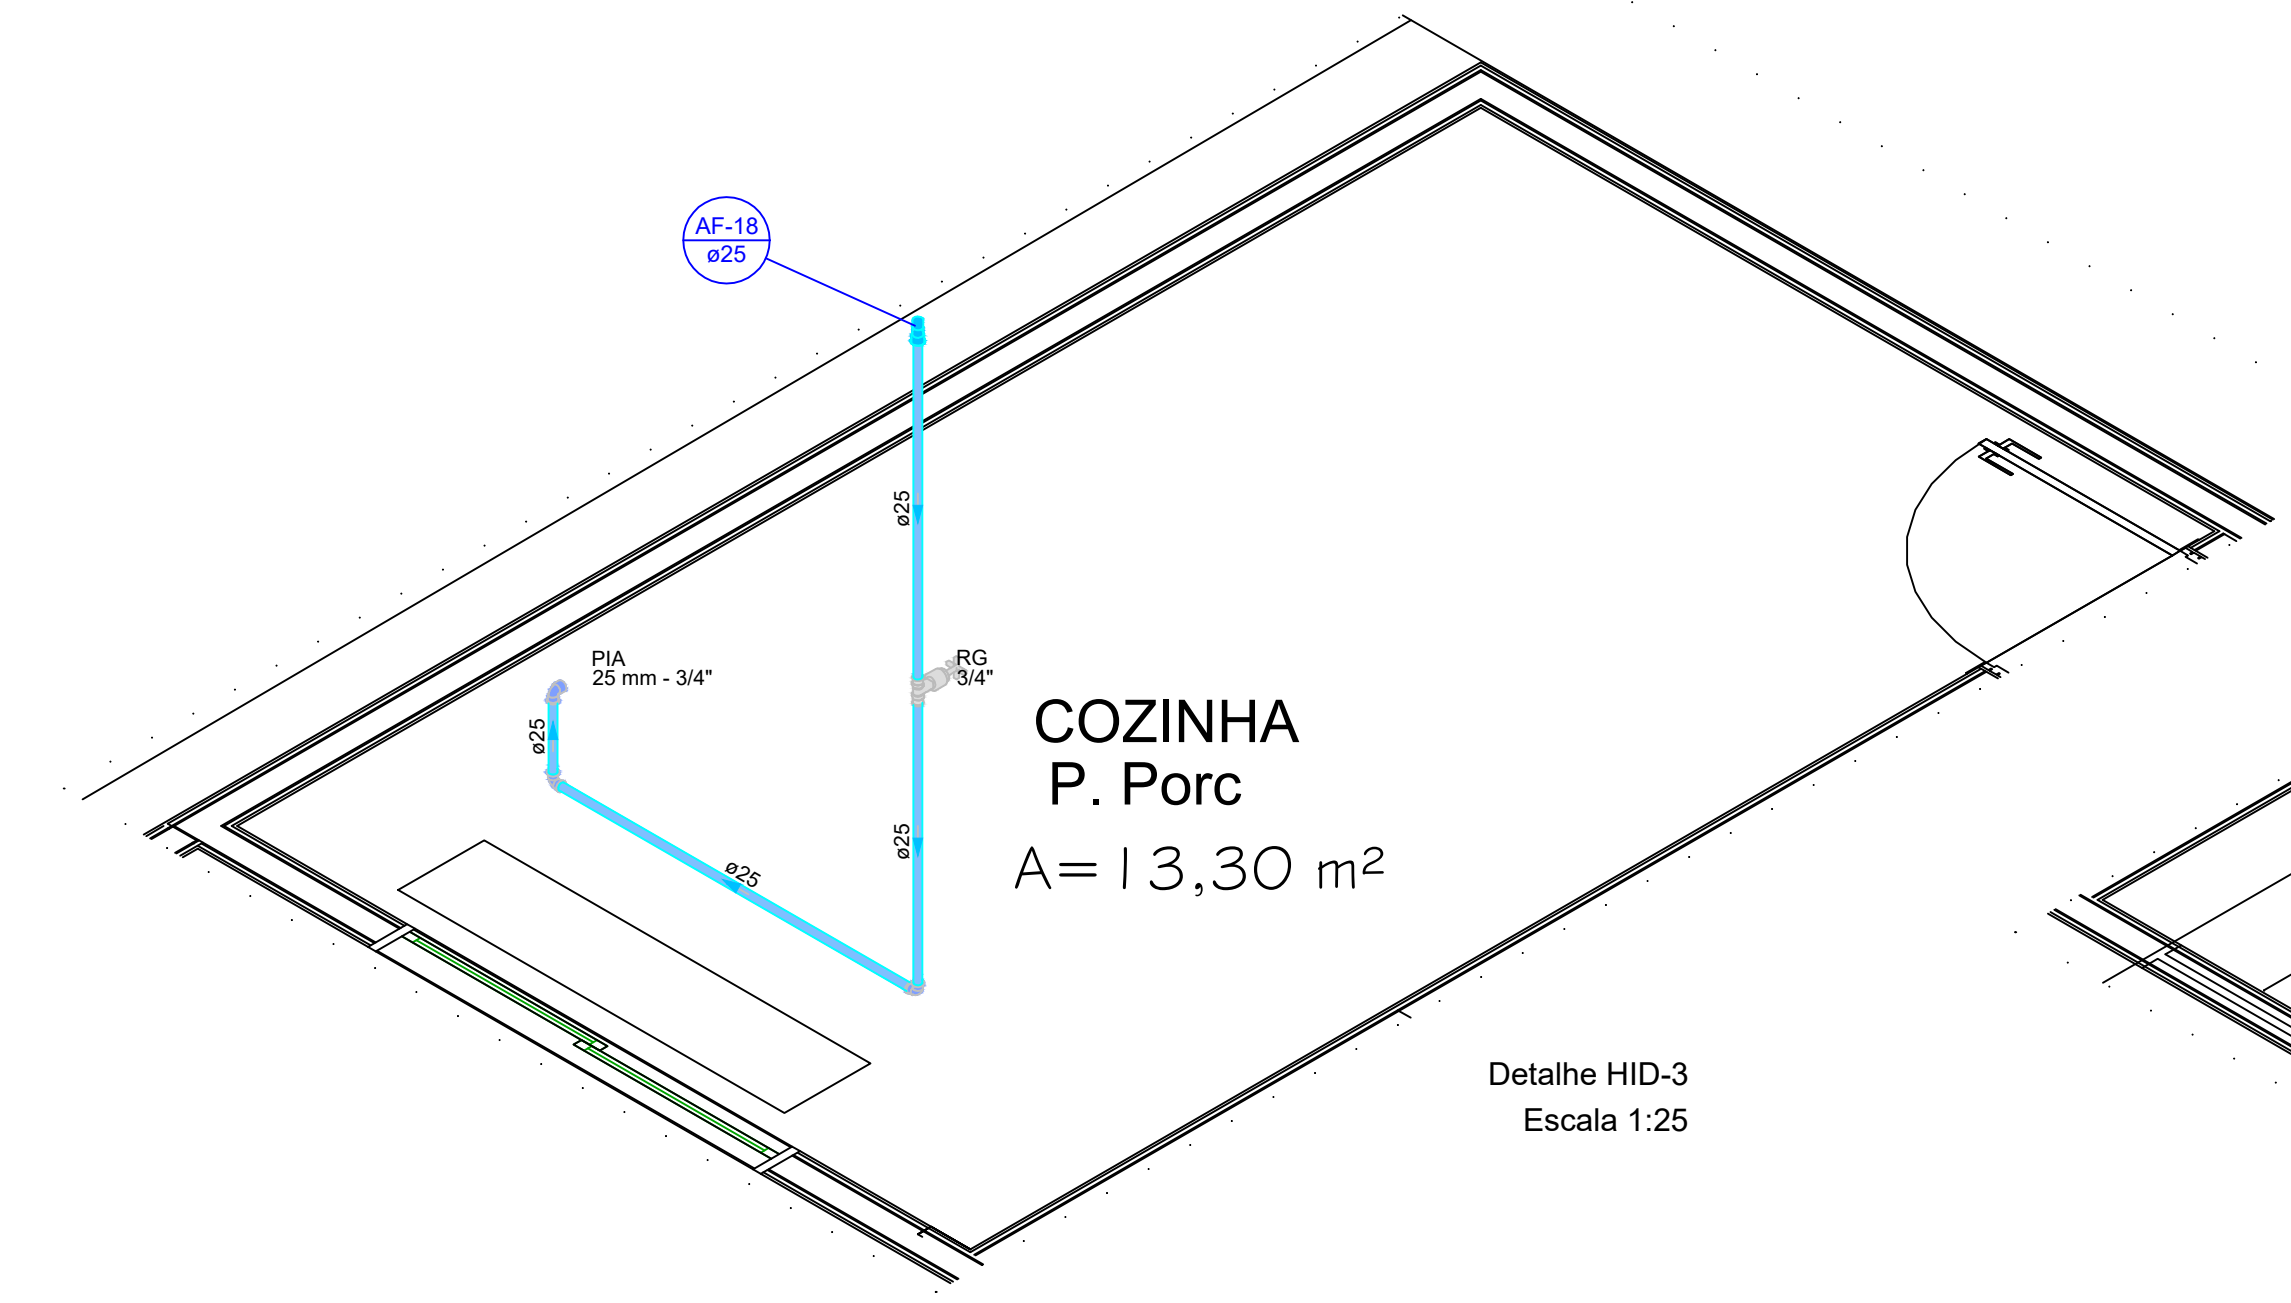 AF-18
ø25
ø25
PIA
25 mm - 3/4"
RG
3/4"
ø25
ø25
ø25
COZINHA
P. Porc
A=13,30 m²
Detalhe HID-3
Escala 1:25